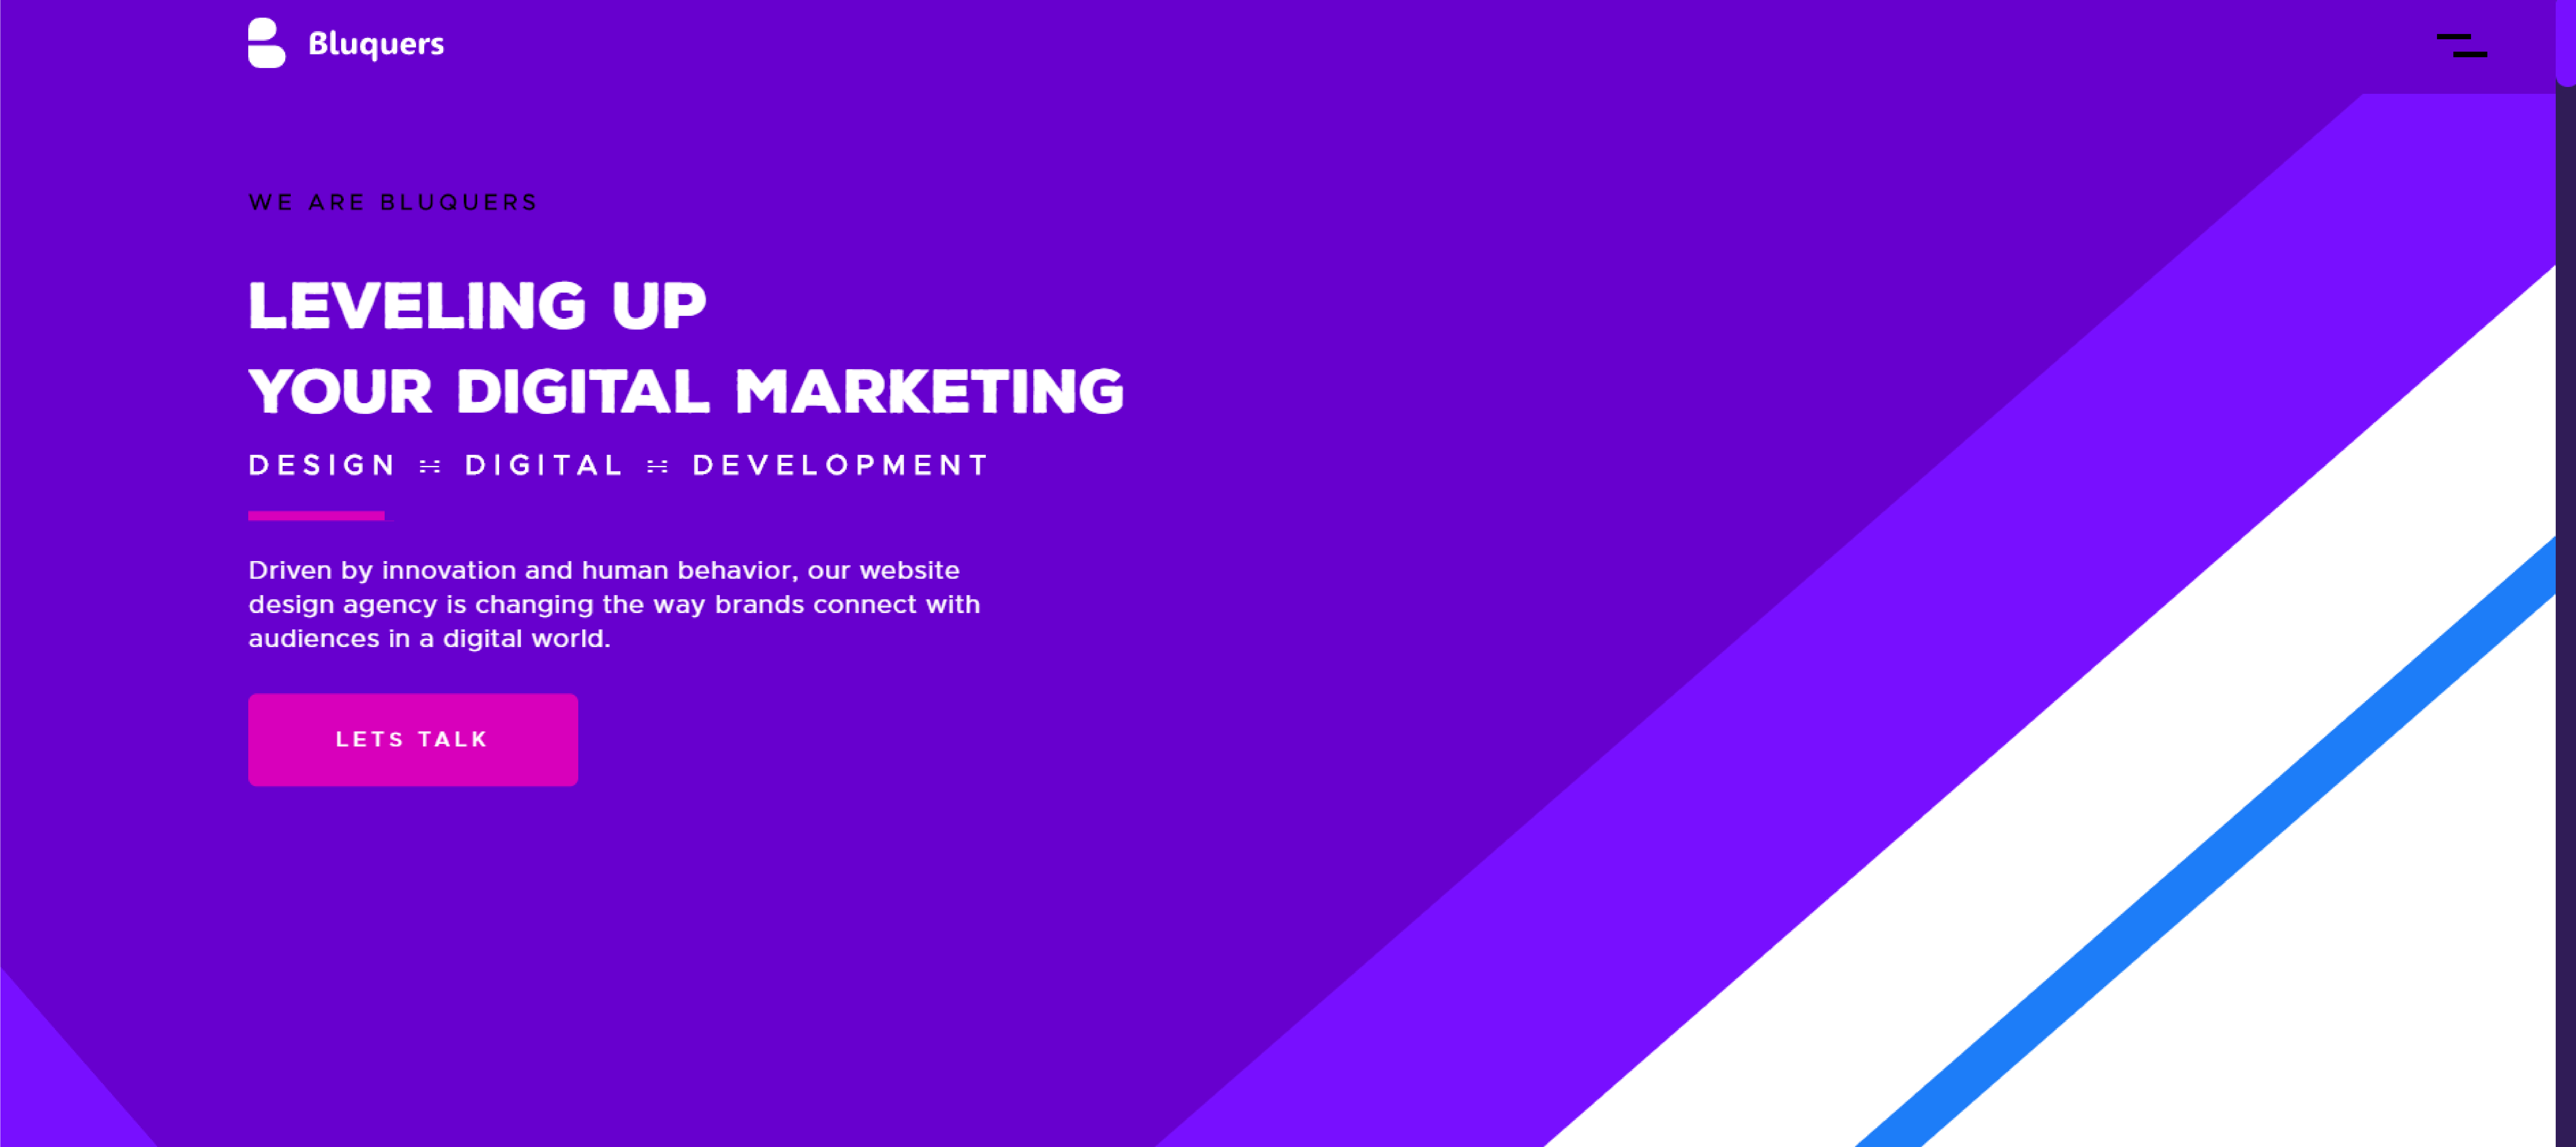 Bluquers
WE ARE BLUQUERS
LEVELING UP
YOUR DIGITAL MARKETING
DESIGN ∺ DIGITAL ∺ DEVELOPMENT
Driven by innovation and human behavior, our website
design agency is changing the way brands connect with
audiences in a digital world.
LETS TALK